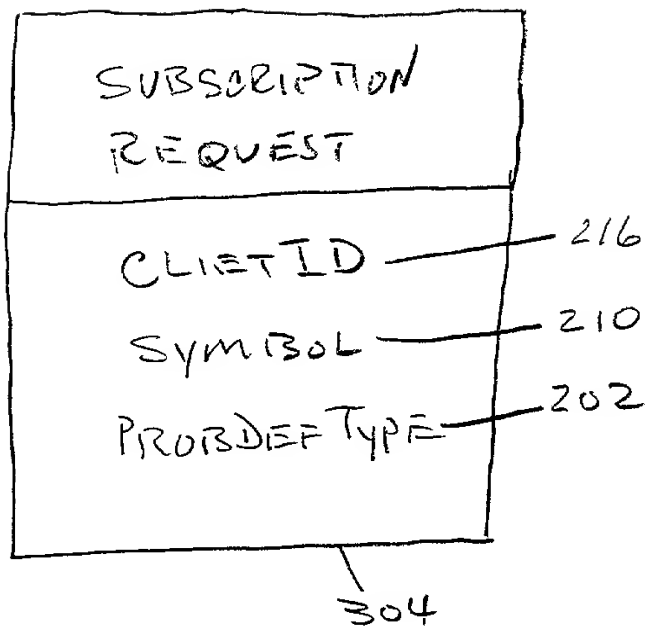 SUBSCRIPTION
REQUEST
CLIETID 216
SYMBOL 210
PROBDEFTYPE 202
304